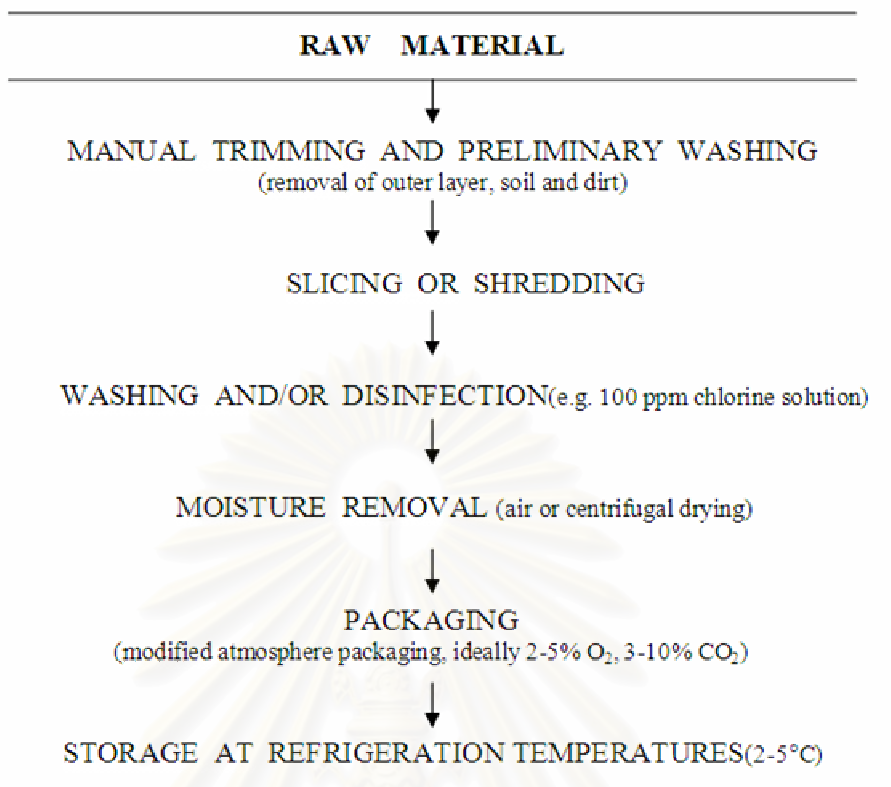 RAW MATERIAL
MANUAL TRIMMING AND PRELIMINARY WASHING
(removal of outer layer, soil and dirt)
SLICING OR SHREDDING
WASHING AND/OR DISINFECTION(e.g. 100 ppm chlorine solution)
MOISTURE REMOVAL (air or centrifugal drying)
PACKAGING
(modified atmosphere packaging, ideally 2-5% O₂, 3-10% CO₂)
STORAGE AT REFRIGERATION TEMPERATURES(2-5°C)